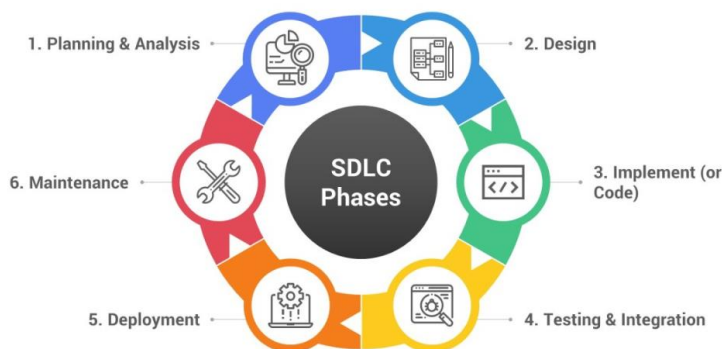 SDLC
Phases
1. Planning & Analysis
2. Design
3. Implement (or
Code)
4. Testing & Integration
5. Deployment
6. Maintenance